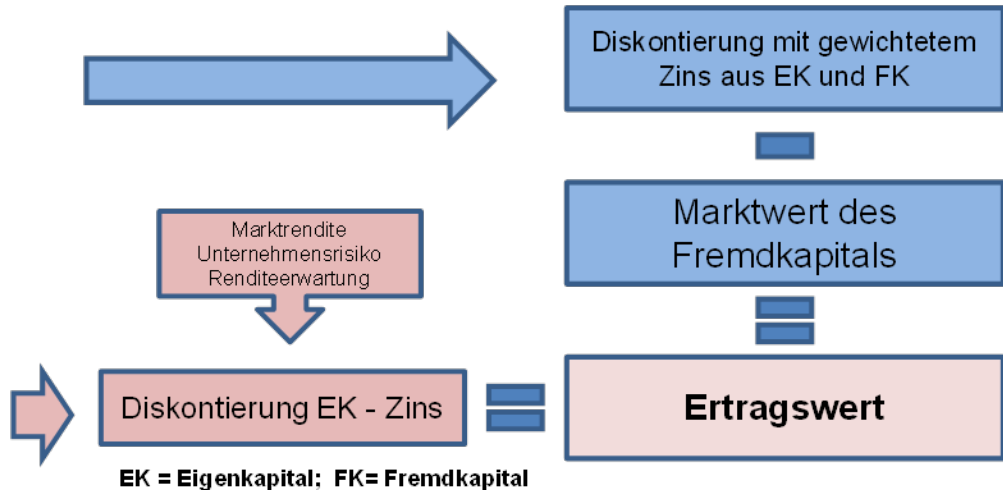 Diskontierung mit gewichtetem
Zins aus EK und FK
Marktwert des
Fremdkapitals
Marktrendite
Unternehmensrisiko
Renditeerwartung
Diskontierung EK - Zins
Ertragswert
EK = Eigenkapital;  FK= Fremdkapital